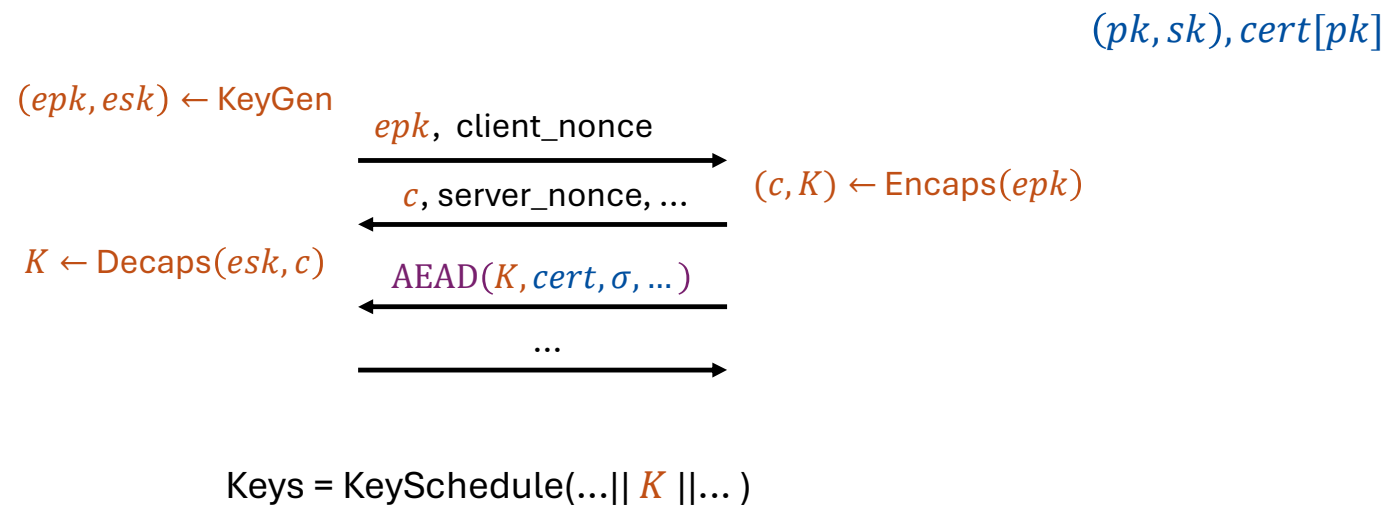 (pk, sk), cert[pk]
(epk, esk) ← KeyGen
epk, client_nonce
(c, K) ← Encaps(epk)
c, server_nonce, ...
K ← Decaps(esk, c)
AEAD(K, cert, σ, ... )
...
Keys = KeySchedule(...|| K ||... )